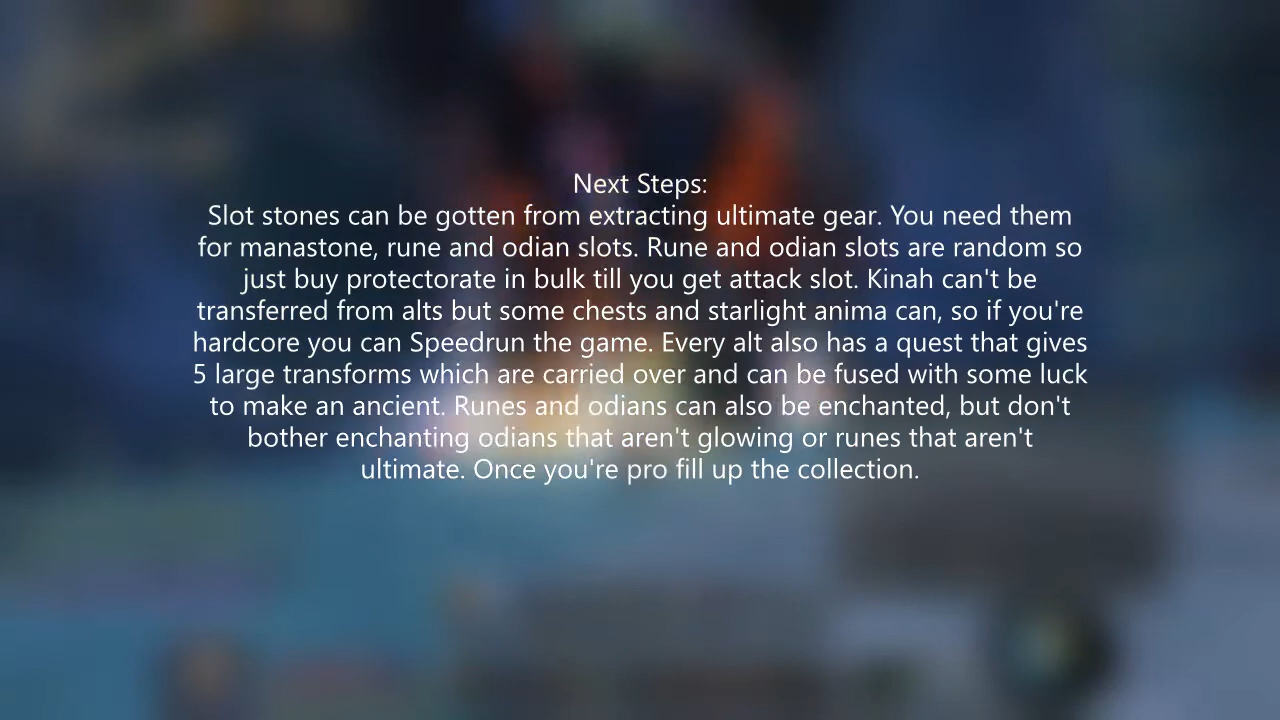 Next Steps:
Slot stones can be gotten from extracting ultimate gear. You need them
for manastone, rune and odian slots. Rune and odian slots are random so
just buy protectorate in bulk till you get attack slot. Kinah can't be
transferred from alts but some chests and starlight anima can, so if you're
hardcore you can Speedrun the game. Every alt also has a quest that gives
5 large transforms which are carried over and can be fused with some luck
to make an ancient. Runes and odians can also be enchanted, but don't
bother enchanting odians that aren't glowing or runes that aren't
ultimate. Once you're pro fill up the collection.